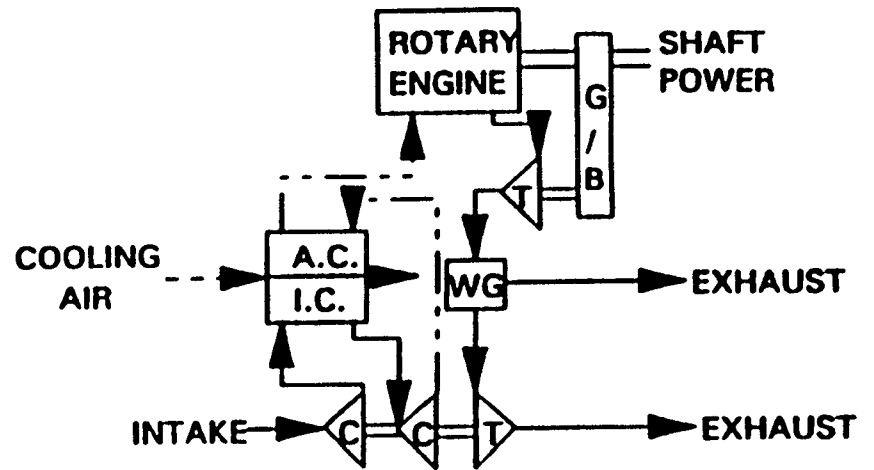 ROTARY
ENGINE
SHAFT
POWER
G
/
B
T
COOLING
AIR
A.C.
I.C.
WG
EXHAUST
INTAKE
C
C
T
EXHAUST